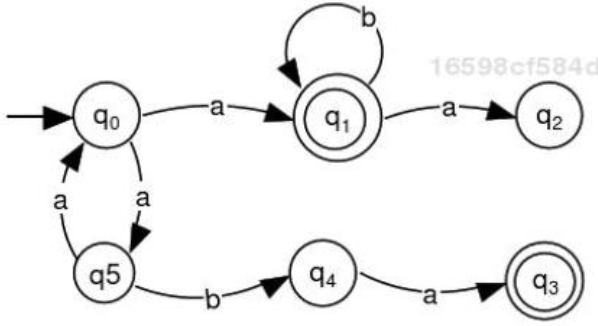 b
16598cf584d
q0 a q1 a q2
a a
q5 b q4 a q3